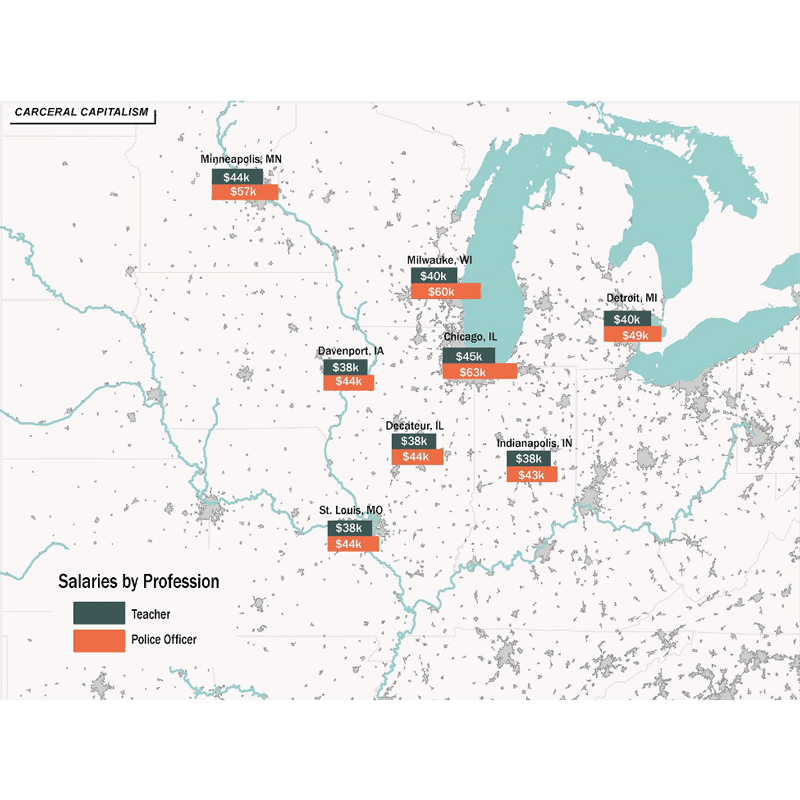 CARCERAL CAPITALISM
Minneapolis, MN
$44k
$57k
Milwauke, WI
$40k
$60k
Detroit, MI
$40k
$49k
Chicago, IL
$45k
$63k
Davenport, IA
$38k
$44k
Decateur, IL
$38k
$44k
Indianapolis, IN
$38k
$43k
St. Louis, MO
$38k
$44k
Salaries by Profession
Teacher
Police Officer